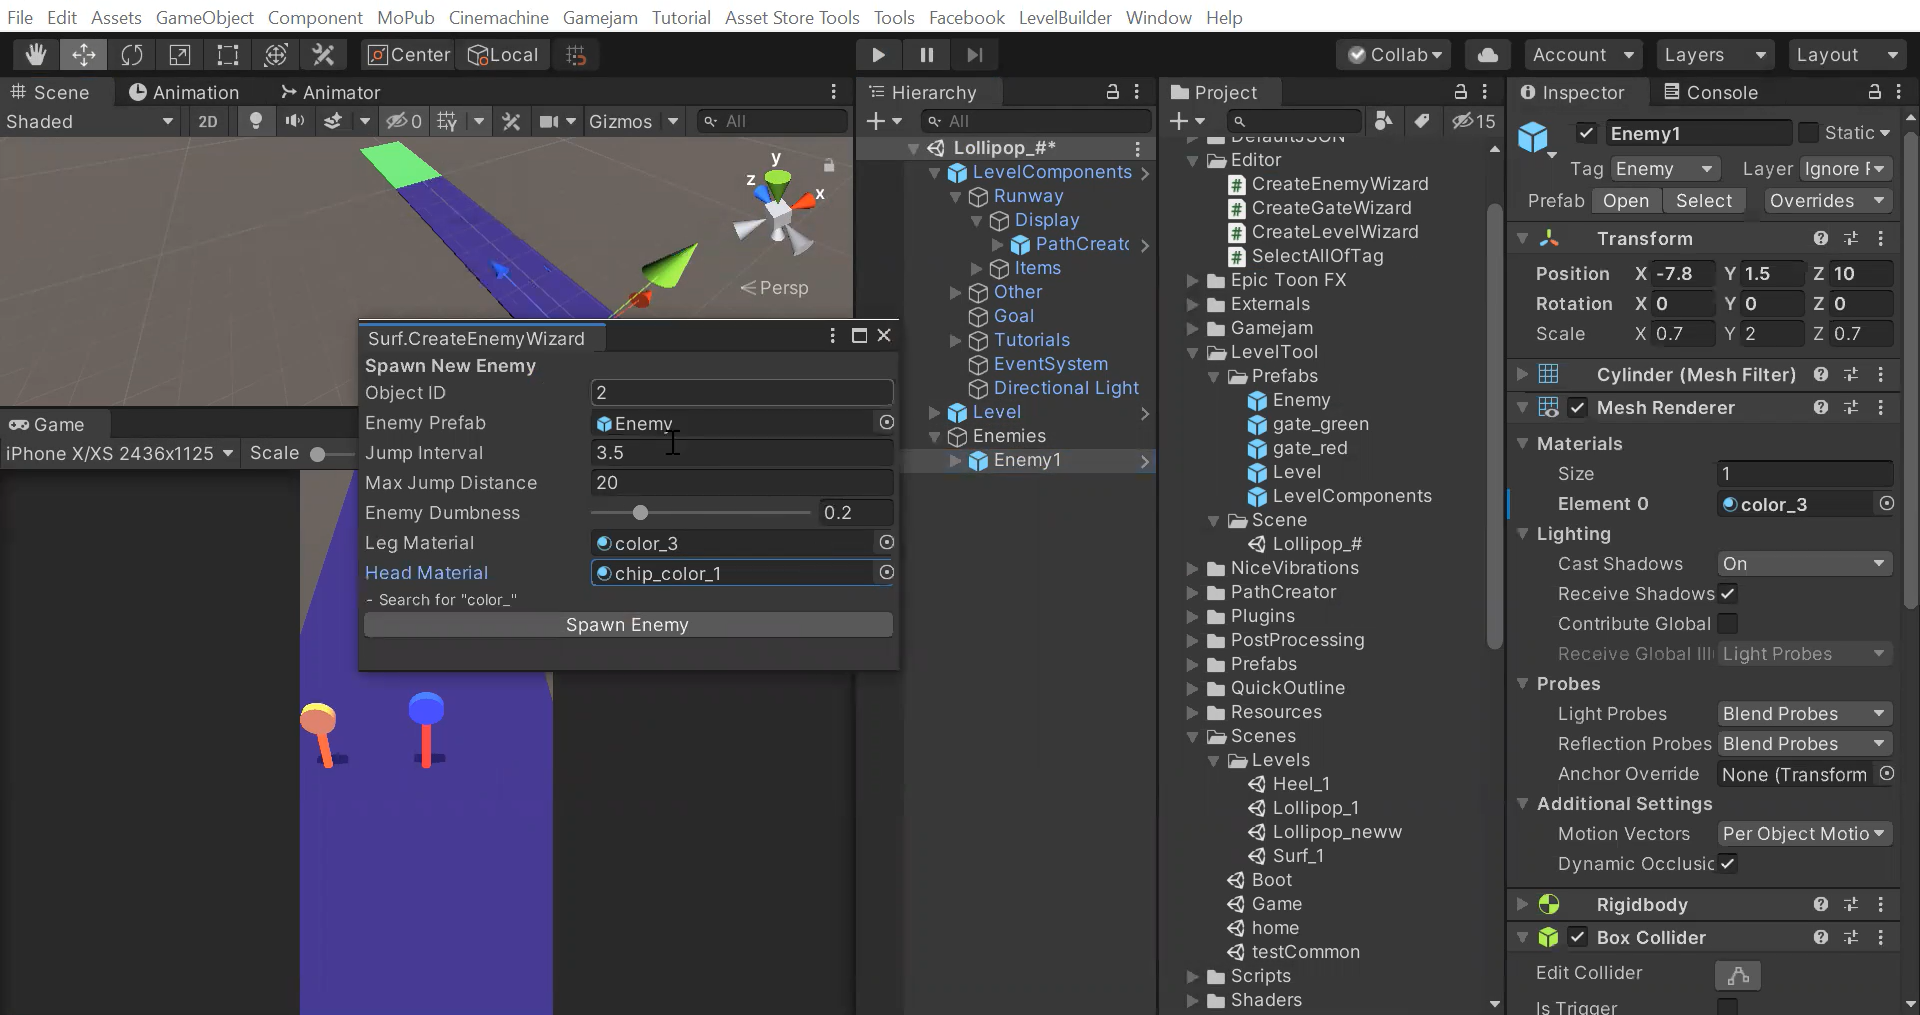 File Edit Assets GameObject Component MoPub Cinemachine Gamejam Tutorial Asset Store Tools Tools Facebook LevelBuilder Window Help
Center Local Collab Account Layers Layout
Scene Animation Animator
Shaded 2D 0 Gizmos All
y
z
x
Persp
Surf.CreateEnemyWizard
Spawn New Enemy
Object ID 2
Enemy Prefab Enemy
Jump Interval 3.5
Max Jump Distance 20
Enemy Dumbness 0.2
Leg Material color_3
Head Material chip_color_1
- Search for "color_"
Spawn Enemy
Game
iPhone X/XS 2436x1125 Scale
Hierarchy
All
Lollipop_#*
LevelComponents
Runway
Display
PathCreato
Items
Other
Goal
Tutorials
EventSystem
Directional Light
Level
Enemies
Enemy1
Project
15
DefaultJSON
Editor
CreateEnemyWizard
CreateGateWizard
CreateLevelWizard
SelectAllOfTag
Epic Toon FX
Externals
Gamejam
LevelTool
Prefabs
Enemy
gate_green
gate_red
Level
LevelComponents
Scene
Lollipop_#
NiceVibrations
PathCreator
Plugins
PostProcessing
Prefabs
QuickOutline
Resources
Scenes
Levels
Heel_1
Lollipop_1
Lollipop_neww
Surf_1
Boot
Game
home
testCommon
Scripts
Shaders
Inspector Console
Enemy1 Static
Tag Enemy Layer Ignore F
Prefab Open Select Overrides
Transform
Position X -7.8 Y 1.5 Z 10
Rotation X 0 Y 0 Z 0
Scale X 0.7 Y 2 Z 0.7
Cylinder (Mesh Filter)
Mesh Renderer
Materials
Size 1
Element 0 color_3
Lighting
Cast Shadows On
Receive Shadows
Contribute Global
Receive Global Illi Light Probes
Probes
Light Probes Blend Probes
Reflection Probes Blend Probes
Anchor Override None (Transform
Additional Settings
Motion Vectors Per Object Motio
Dynamic Occlusic
Rigidbody
Box Collider
Edit Collider
Is Trigger